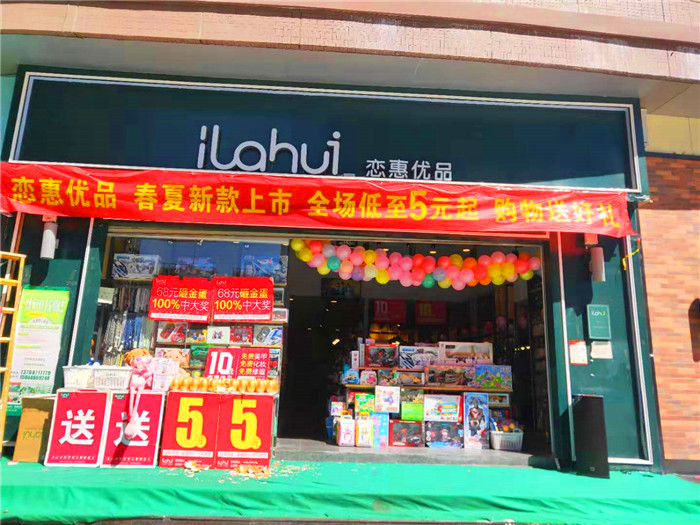 ilahui
恋惠优品
恋惠优品 春夏新款上市 全场低至5元起 购物送好礼
68元砸金蛋
100%中大奖
68元砸金蛋
100%中大奖
10
免费美甲
免费化妆
免费修眉
10
送
送
5
5
ilahui